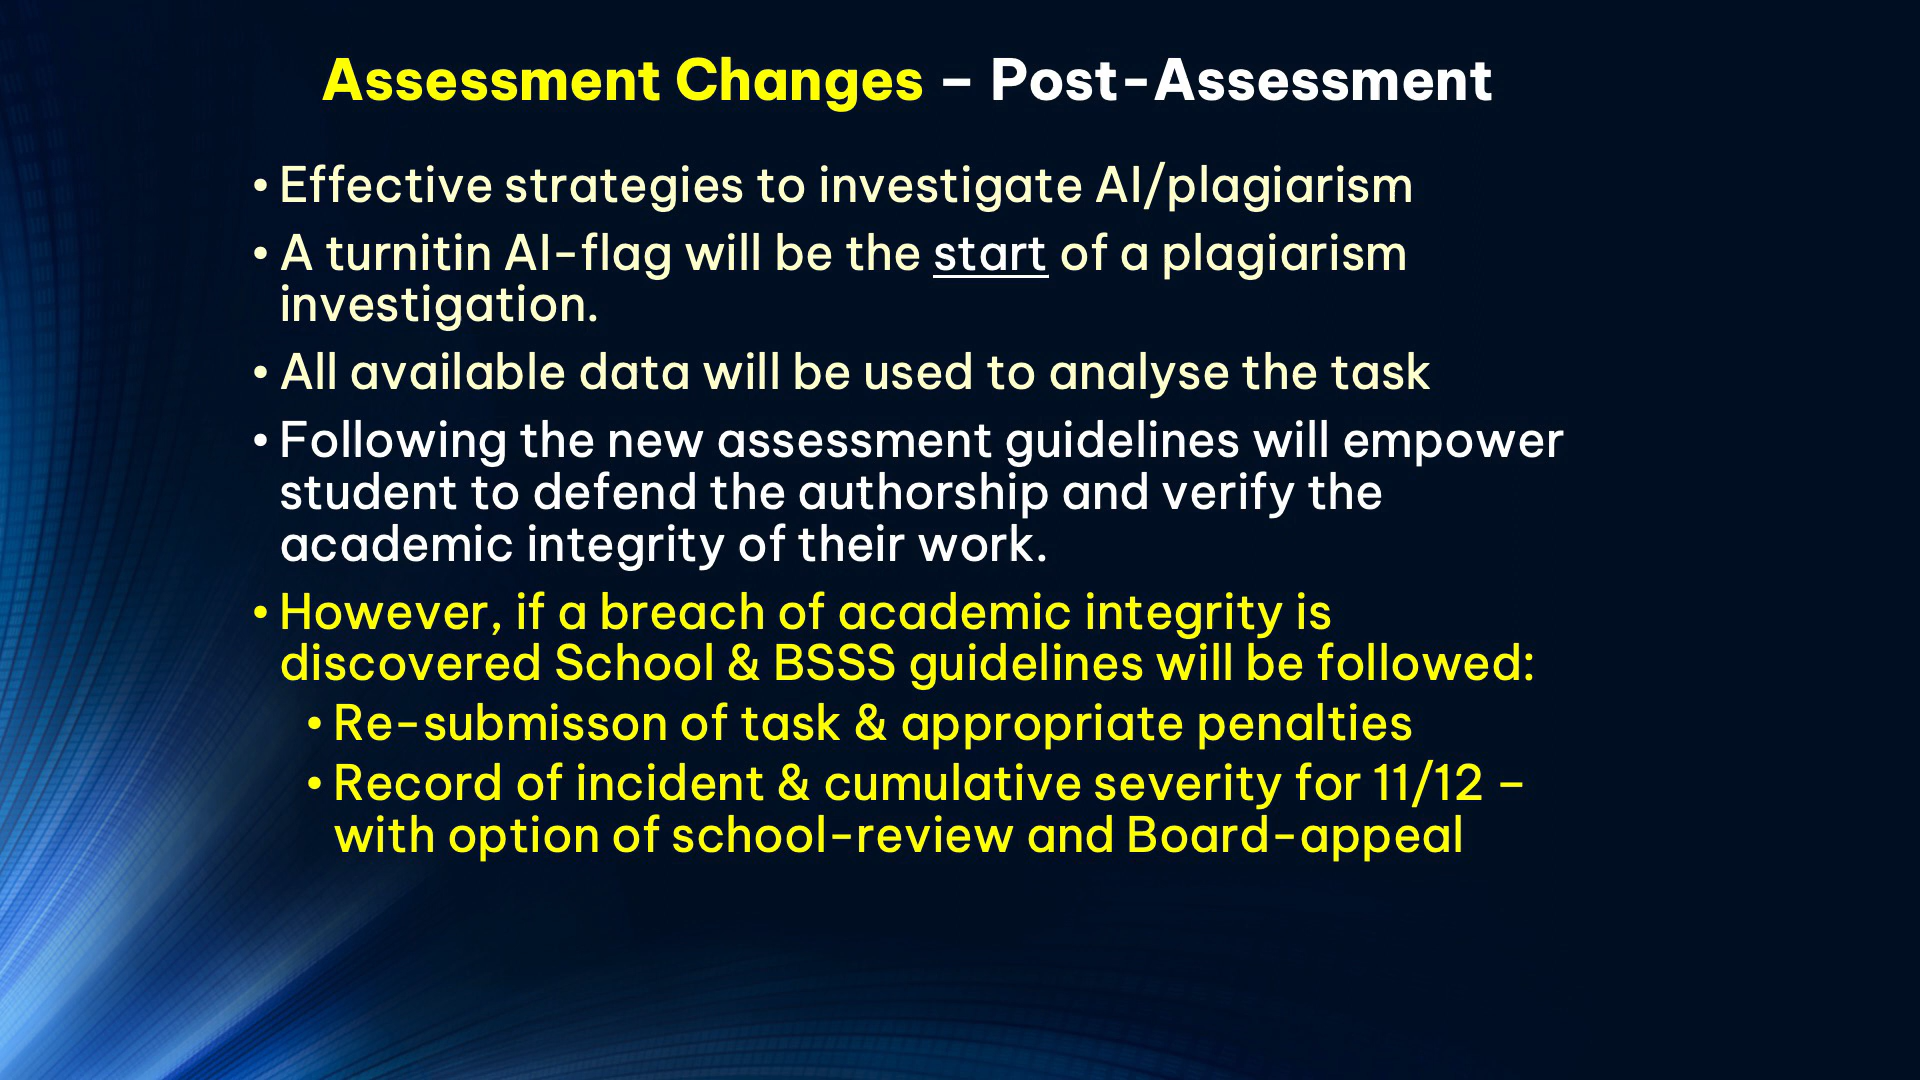 Assessment Changes – Post-Assessment
• Effective strategies to investigate AI/plagiarism
• A turnitin AI-flag will be the start of a plagiarism
investigation.
• All available data will be used to analyse the task
• Following the new assessment guidelines will empower
student to defend the authorship and verify the
academic integrity of their work.
• However, if a breach of academic integrity is
discovered School & BSSS guidelines will be followed:
• Re-submisson of task & appropriate penalties
• Record of incident & cumulative severity for 11/12 –
with option of school-review and Board-appeal